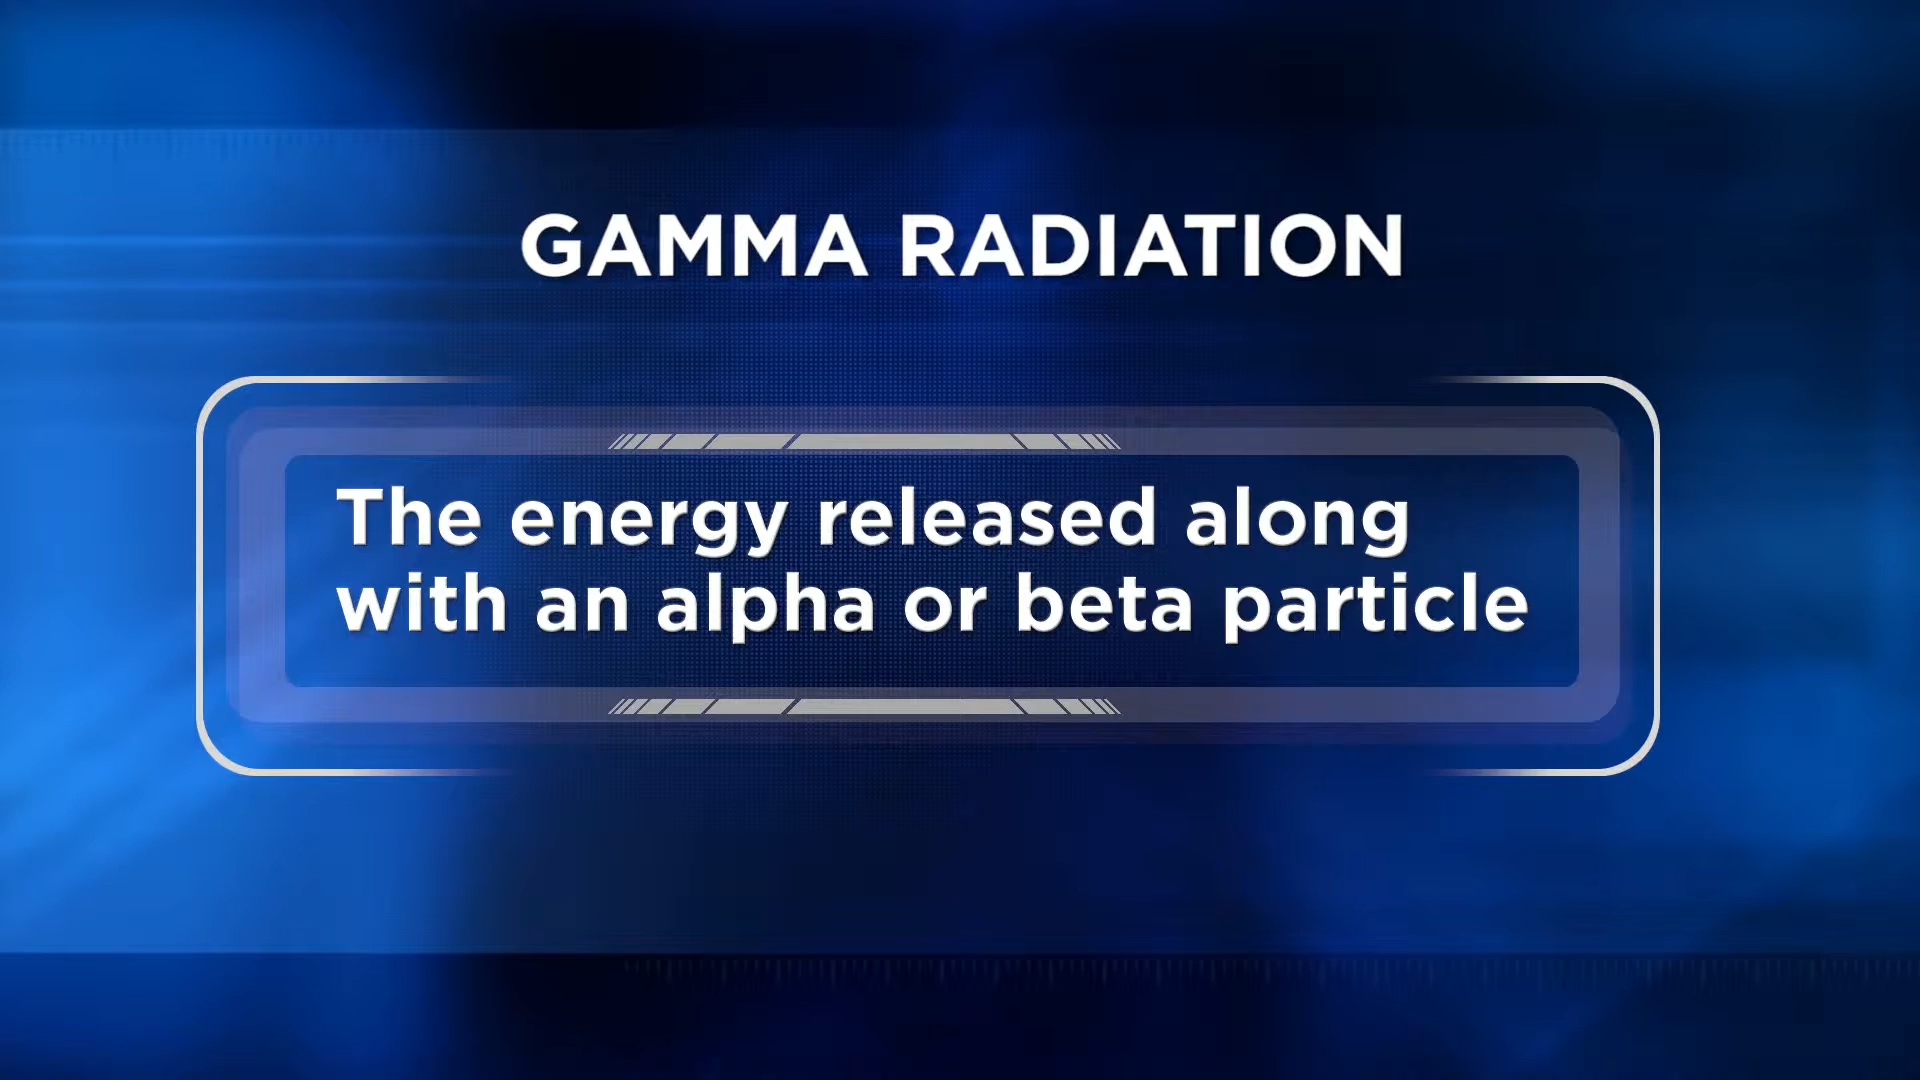 GAMMA RADIATION
The energy released along
with an alpha or beta particle